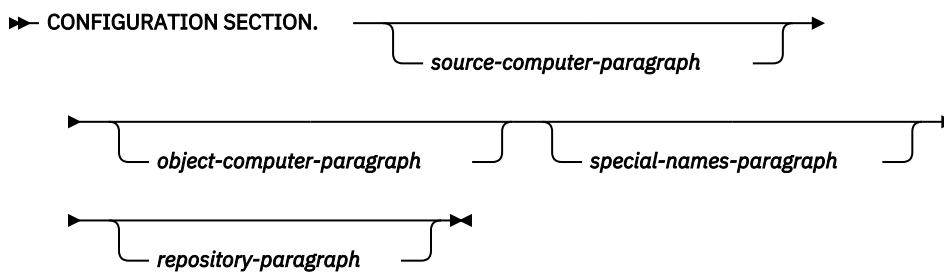 CONFIGURATION SECTION.
source-computer-paragraph
object-computer-paragraph special-names-paragraph
repository-paragraph